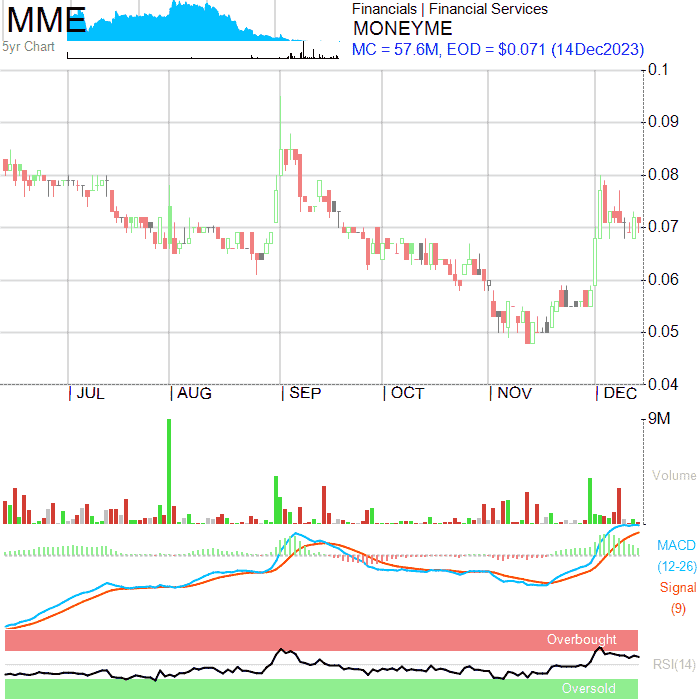 MME
5yr Chart
Financials | Financial Services
MONEYME
MC = 57.6M, EOD = $0.071 (14Dec2023)
0.1
0.09
0.08
0.07
0.06
0.05
0.04
JUL
AUG
SEP
OCT
NOV
DEC
9M
Volume
MACD
(12-26)
Signal
(9)
Overbought
RSI(14)
Oversold